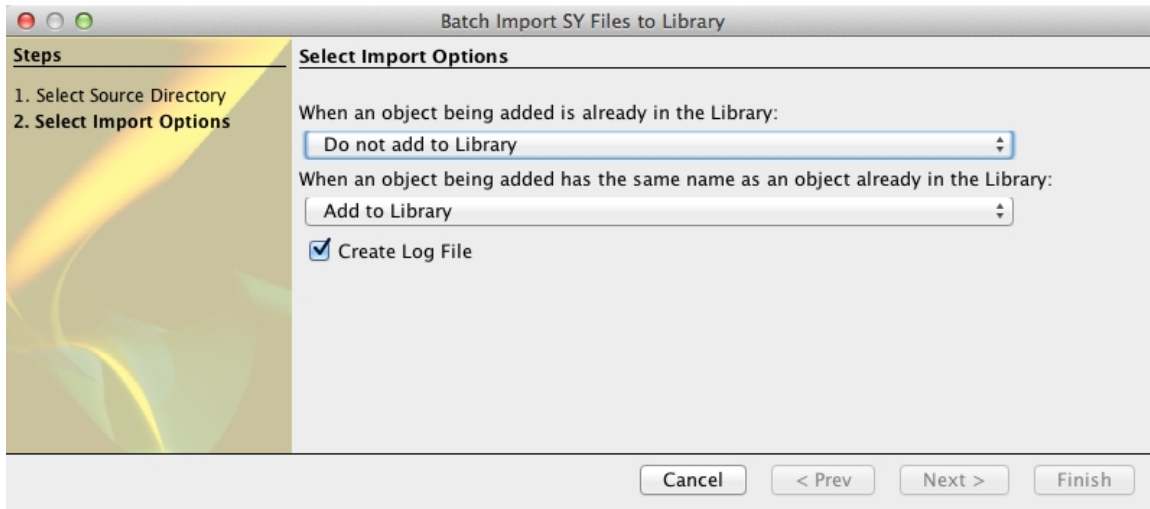 Batch Import SY Files to Library
Steps
1. Select Source Directory
2. Select Import Options
Select Import Options
When an object being added is already in the Library:
Do not add to Library
When an object being added has the same name as an object already in the Library:
Add to Library
Create Log File
Cancel
< Prev
Next >
Finish